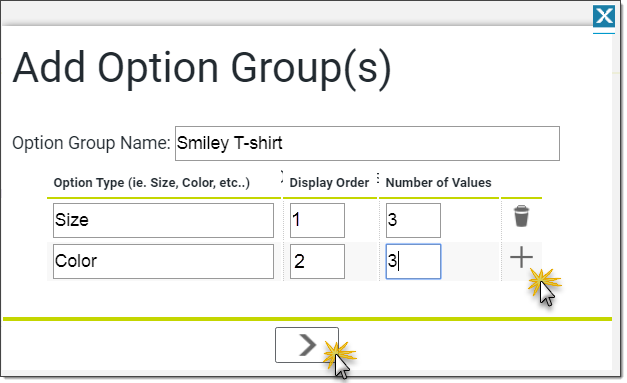 Add Option Group(s)
Option Group Name: Smiley T-shirt
Option Type (ie. Size, Color, etc..) Display Order Number of Values
Size 1 3
Color 2 3